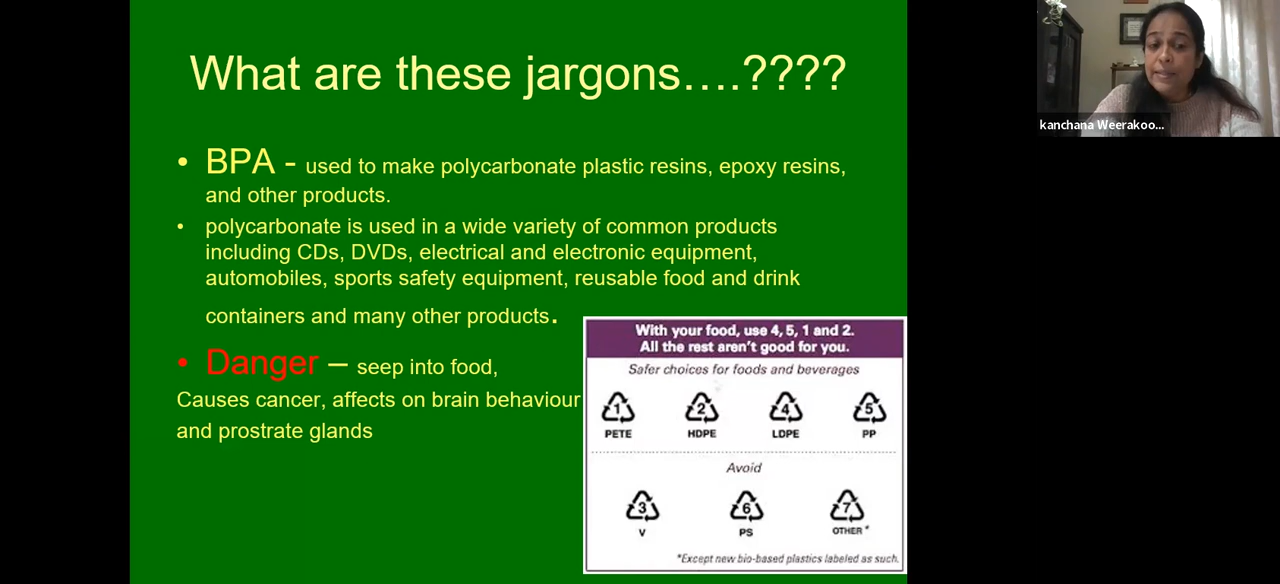 What are these jargons....????
• BPA - used to make polycarbonate plastic resins, epoxy resins,
and other products.
• polycarbonate is used in a wide variety of common products
including CDs, DVDs, electrical and electronic equipment,
automobiles, sports safety equipment, reusable food and drink
containers and many other products.
• Danger – seep into food,
Causes cancer, affects on brain behaviour
and prostrate glands
With your food, use 4, 5, 1 and 2.
All the rest aren't good for you.
Safer choices for foods and beverages
1 2 4 5
PETE HDPE LDPE PP
Avoid
3 6 7
V PS OTHER*
*Except new bio-based plastics labeled as such.
kanchana Weerakoo...